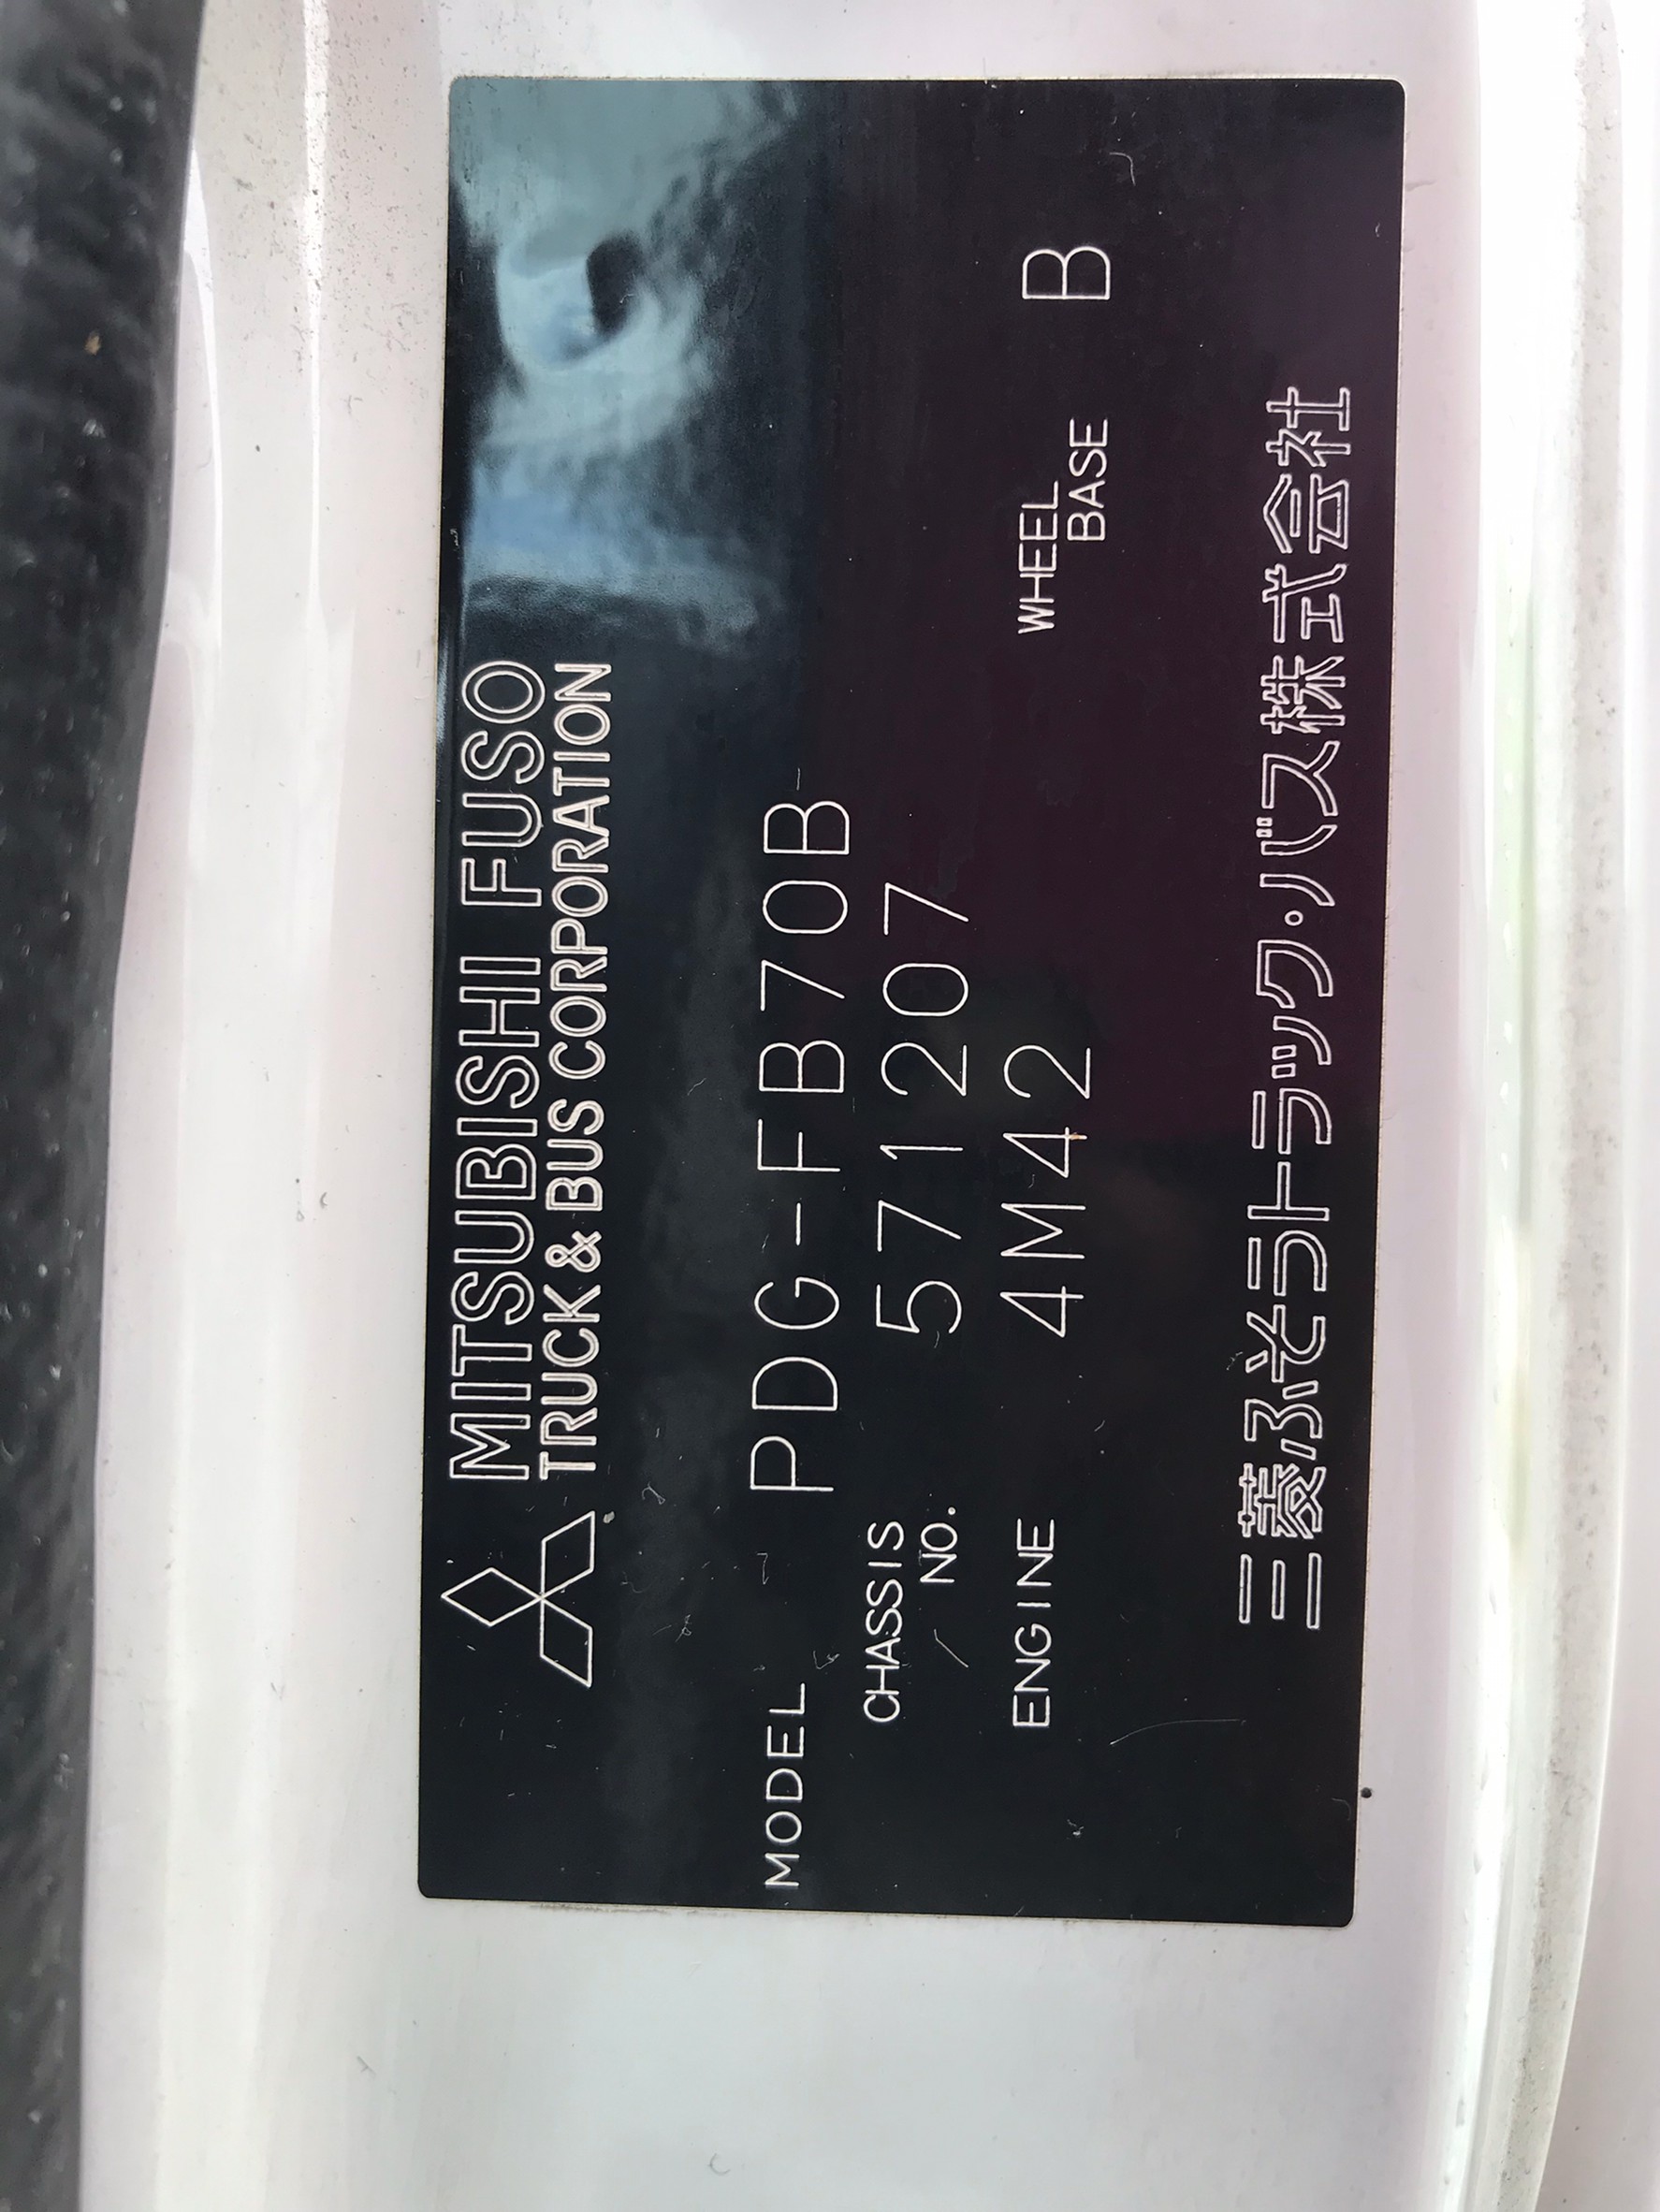 MITSUBISHI FUSO
TRUCK & BUS CORPORATION
MODEL PDG-FB70B
CHASSIS NO. 571207
ENGINE 4M42 WHEEL BASE B
三菱ふそうトラック・バス株式会社